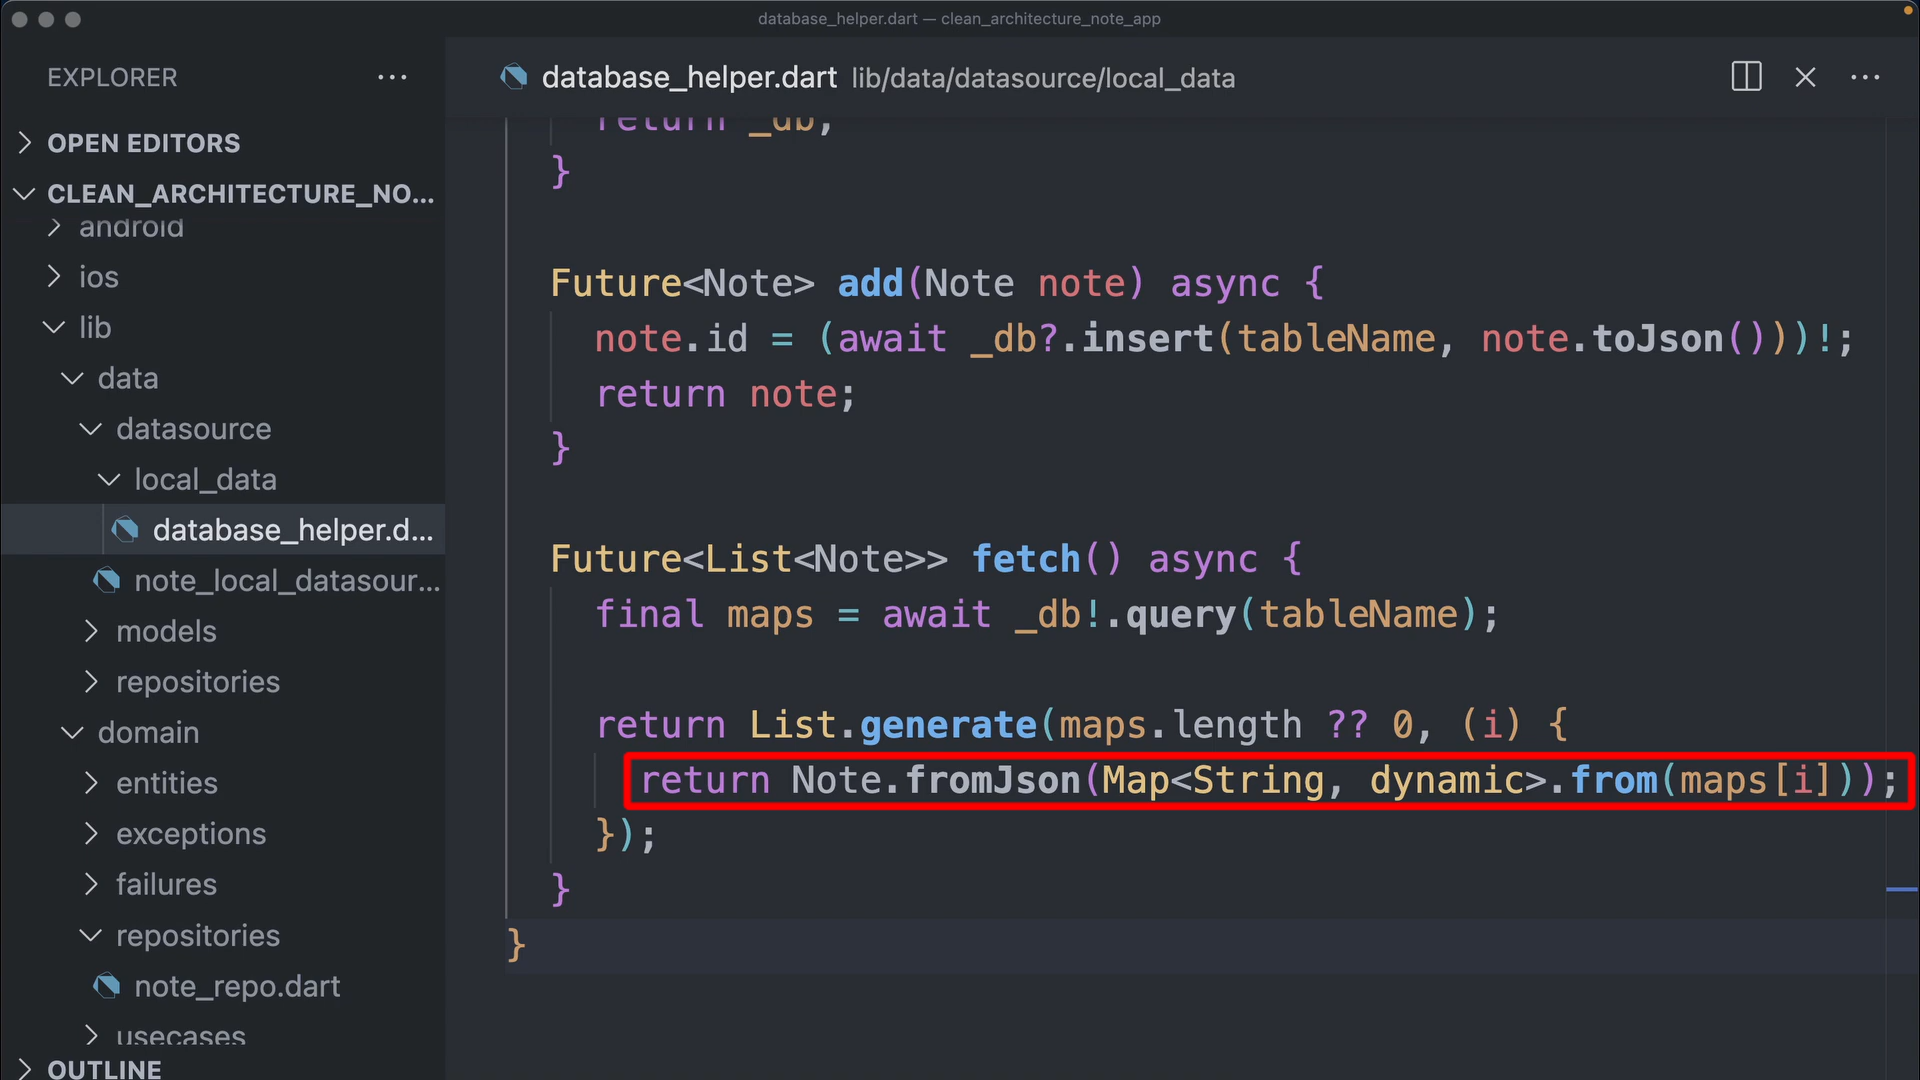 database_helper.dart — clean_architecture_note_app
EXPLORER
OPEN EDITORS
CLEAN_ARCHITECTURE_NO...
android
ios
lib
data
datasource
local_data
database_helper.d...
note_local_datasour...
models
repositories
domain
entities
exceptions
failures
repositories
note_repo.dart
usecases
OUTLINE
database_helper.dart lib/data/datasource/local_data
return _db;
}
Future<Note> add(Note note) async {
note.id = (await _db?.insert(tableName, note.toJson()))!;
return note;
}
Future<List<Note>> fetch() async {
final maps = await _db!.query(tableName);
return List.generate(maps.length ?? 0, (i) {
return Note.fromJson(Map<String, dynamic>.from(maps[i]));
});
}
}